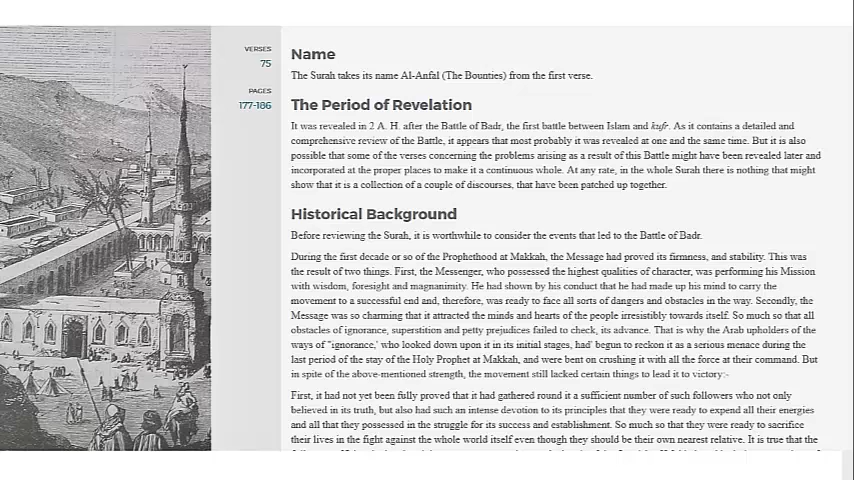 VERSES
75
PAGES
177-186
Name
The Surah takes its name Al-Anfal (The Bounties) from the first verse.
The Period of Revelation
It was revealed in 2 A. H. after the Battle of Badr, the first battle between Islam and kufr. As it contains a detailed and
comprehensive review of the Battle, it appears that most probably it was revealed at one and the same time. But it is also
possible that some of the verses concerning the problems arising as a result of this Battle might have been revealed later and
incorporated at the proper places to make it a continuous whole. At any rate, in the whole Surah there is nothing that might
show that it is a collection of a couple of discourses, that have been patched up together.
Historical Background
Before reviewing the Surah, it is worthwhile to consider the events that led to the Battle of Badr.
During the first decade or so of the Prophethood at Makkah, the Message had proved its firmness, and stability. This was
the result of two things. First, the Messenger, who possessed the highest qualities of character, was performing his Mission
with wisdom, foresight and magnanimity. He had shown by his conduct that he had made up his mind to carry the
movement to a successful end and, therefore, was ready to face all sorts of dangers and obstacles in the way. Secondly, the
Message was so charming that it attracted the minds and hearts of the people irresistibly towards itself. So much so that all
obstacles of ignorance, superstition and petty prejudices failed to check, its advance. That is why the Arab upholders of the
ways of "ignorance,' who looked down upon it in its initial stages, had' begun to reckon it as a serious menace during the
last period of the stay of the Holy Prophet at Makkah, and were bent on crushing it with all the force at their command. But
in spite of the above-mentioned strength, the movement still lacked certain things to lead it to victory:-
First, it had not yet been fully proved that it had gathered round it a sufficient number of such followers who not only
believed in its truth, but also had such an intense devotion to its principles that they were ready to expend all their energies
and all that they possessed in the struggle for its success and establishment. So much so that they were ready to sacrifice
their lives in the fight against the whole world itself even though they should be their own nearest relative. It is true that the